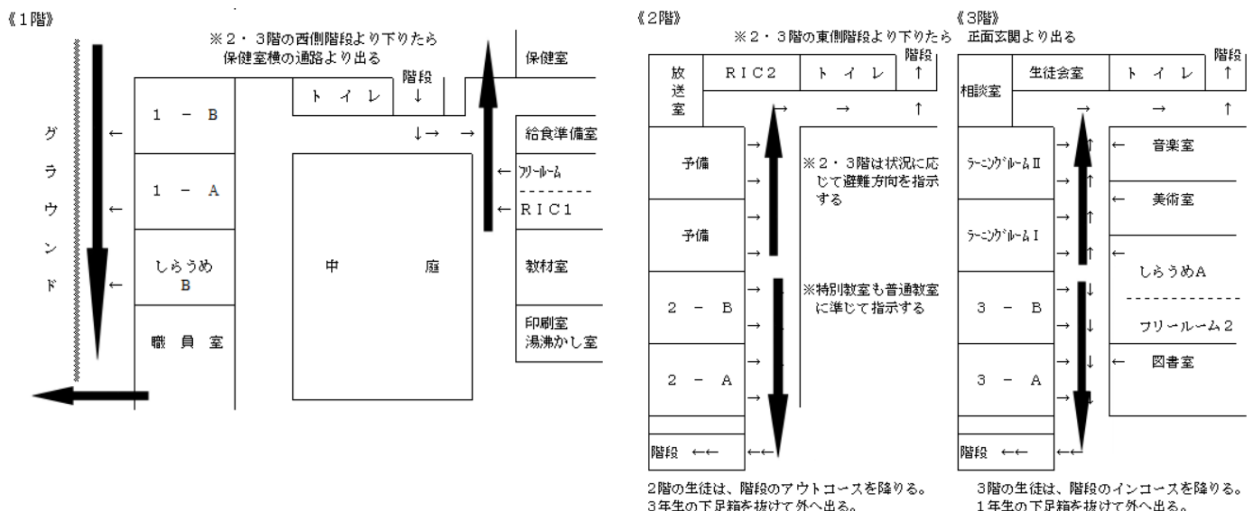 《1階》
※2・3階の西側階段より下りたら
保健室横の通路より出る
保健室
階段
↓
トイレ
1－B
←
↓→ →
給食準備室
グラウンド
← ﾌﾘｰﾙｰﾑ
1－A
←
← RIC1
しらうめ
B
←
中庭
教材室
職員室
印刷室
湯沸かし室
《2階》
※2・3階の東側階段より下りたら 正面玄関より出る
放送室
RIC2
トイレ
階段
↑
→ → ↑
予備
→
→
※2・3階は状況に応
じて避難方向を指示
する
予備
→
→
2－B
→
→
※特別教室も普通教室
に準じて指示する
2－A
→
→
階段 ←← ←←
2階の生徒は、階段のアウトコースを降りる。
3年生の下足箱を抜けて外へ出る。
《3階》
相談室
生徒会室
トイレ
階段
↑
→ → ↑
ﾗｰﾆﾝｸﾞﾙｰﾑⅡ
→ ↑
→ ↑
← 音楽室
← 美術室
ﾗｰﾆﾝｸﾞﾙｰﾑⅠ
→ ↑
→ ↑
←
しらうめA
3－B
→ ↓
→ ↓
フリールーム2
3－A
→ ↓
→ ↓
← 図書室
階段 ←← ←←
3階の生徒は、階段のインコースを降りる。
1年生の下足箱を抜けて外へ出る。